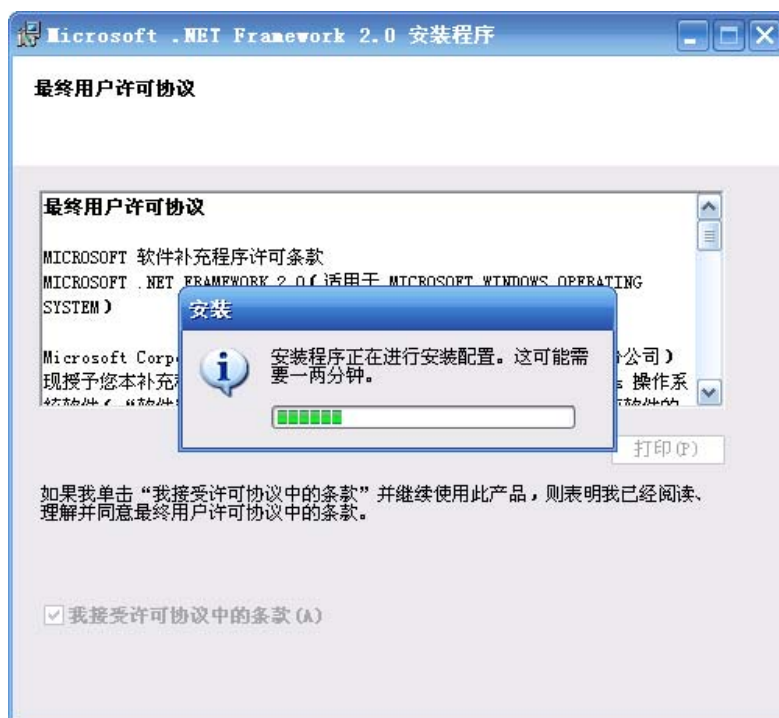 Microsoft .NET Framework 2.0 安装程序
最终用户许可协议
最终用户许可协议
MICROSOFT 软件补充程序许可条款
MICROSOFT .NET FRAMEWORK 2.0(适用于 MICROSOFT WINDOWS OPERATING
SYSTEM)
安装
安装程序正在进行安装配置。这可能需
要一两分钟。
Microsoft Corp
分公司)
现授予您本补充
操作系
打印(P)
如果我单击“我接受许可协议中的条款”并继续使用此产品，则表明我已经阅读、
理解并同意最终用户许可协议中的条款。
我接受许可协议中的条款(A)